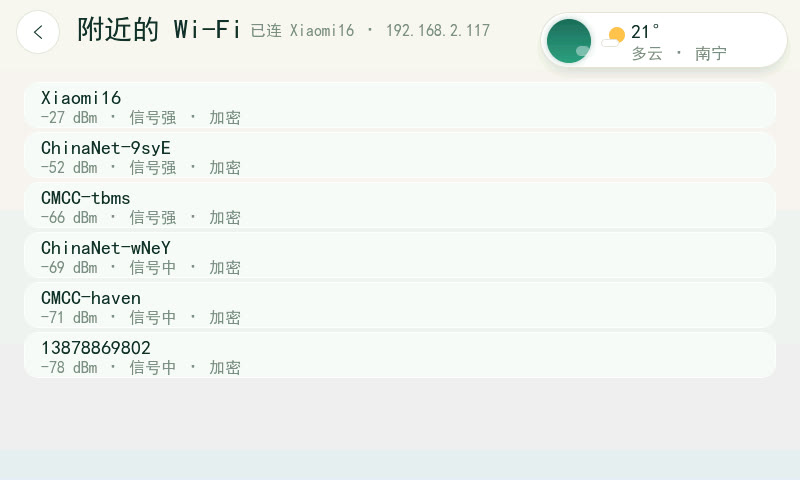 附近的 Wi-Fi 已连 Xiaomi16 · 192.168.2.117
21°
多云 · 南宁
Xiaomi16
-27 dBm · 信号强 · 加密
ChinaNet-9syE
-52 dBm · 信号强 · 加密
CMCC-tbms
-66 dBm · 信号强 · 加密
ChinaNet-wNeY
-69 dBm · 信号中 · 加密
CMCC-haven
-71 dBm · 信号中 · 加密
13878869802
-78 dBm · 信号中 · 加密